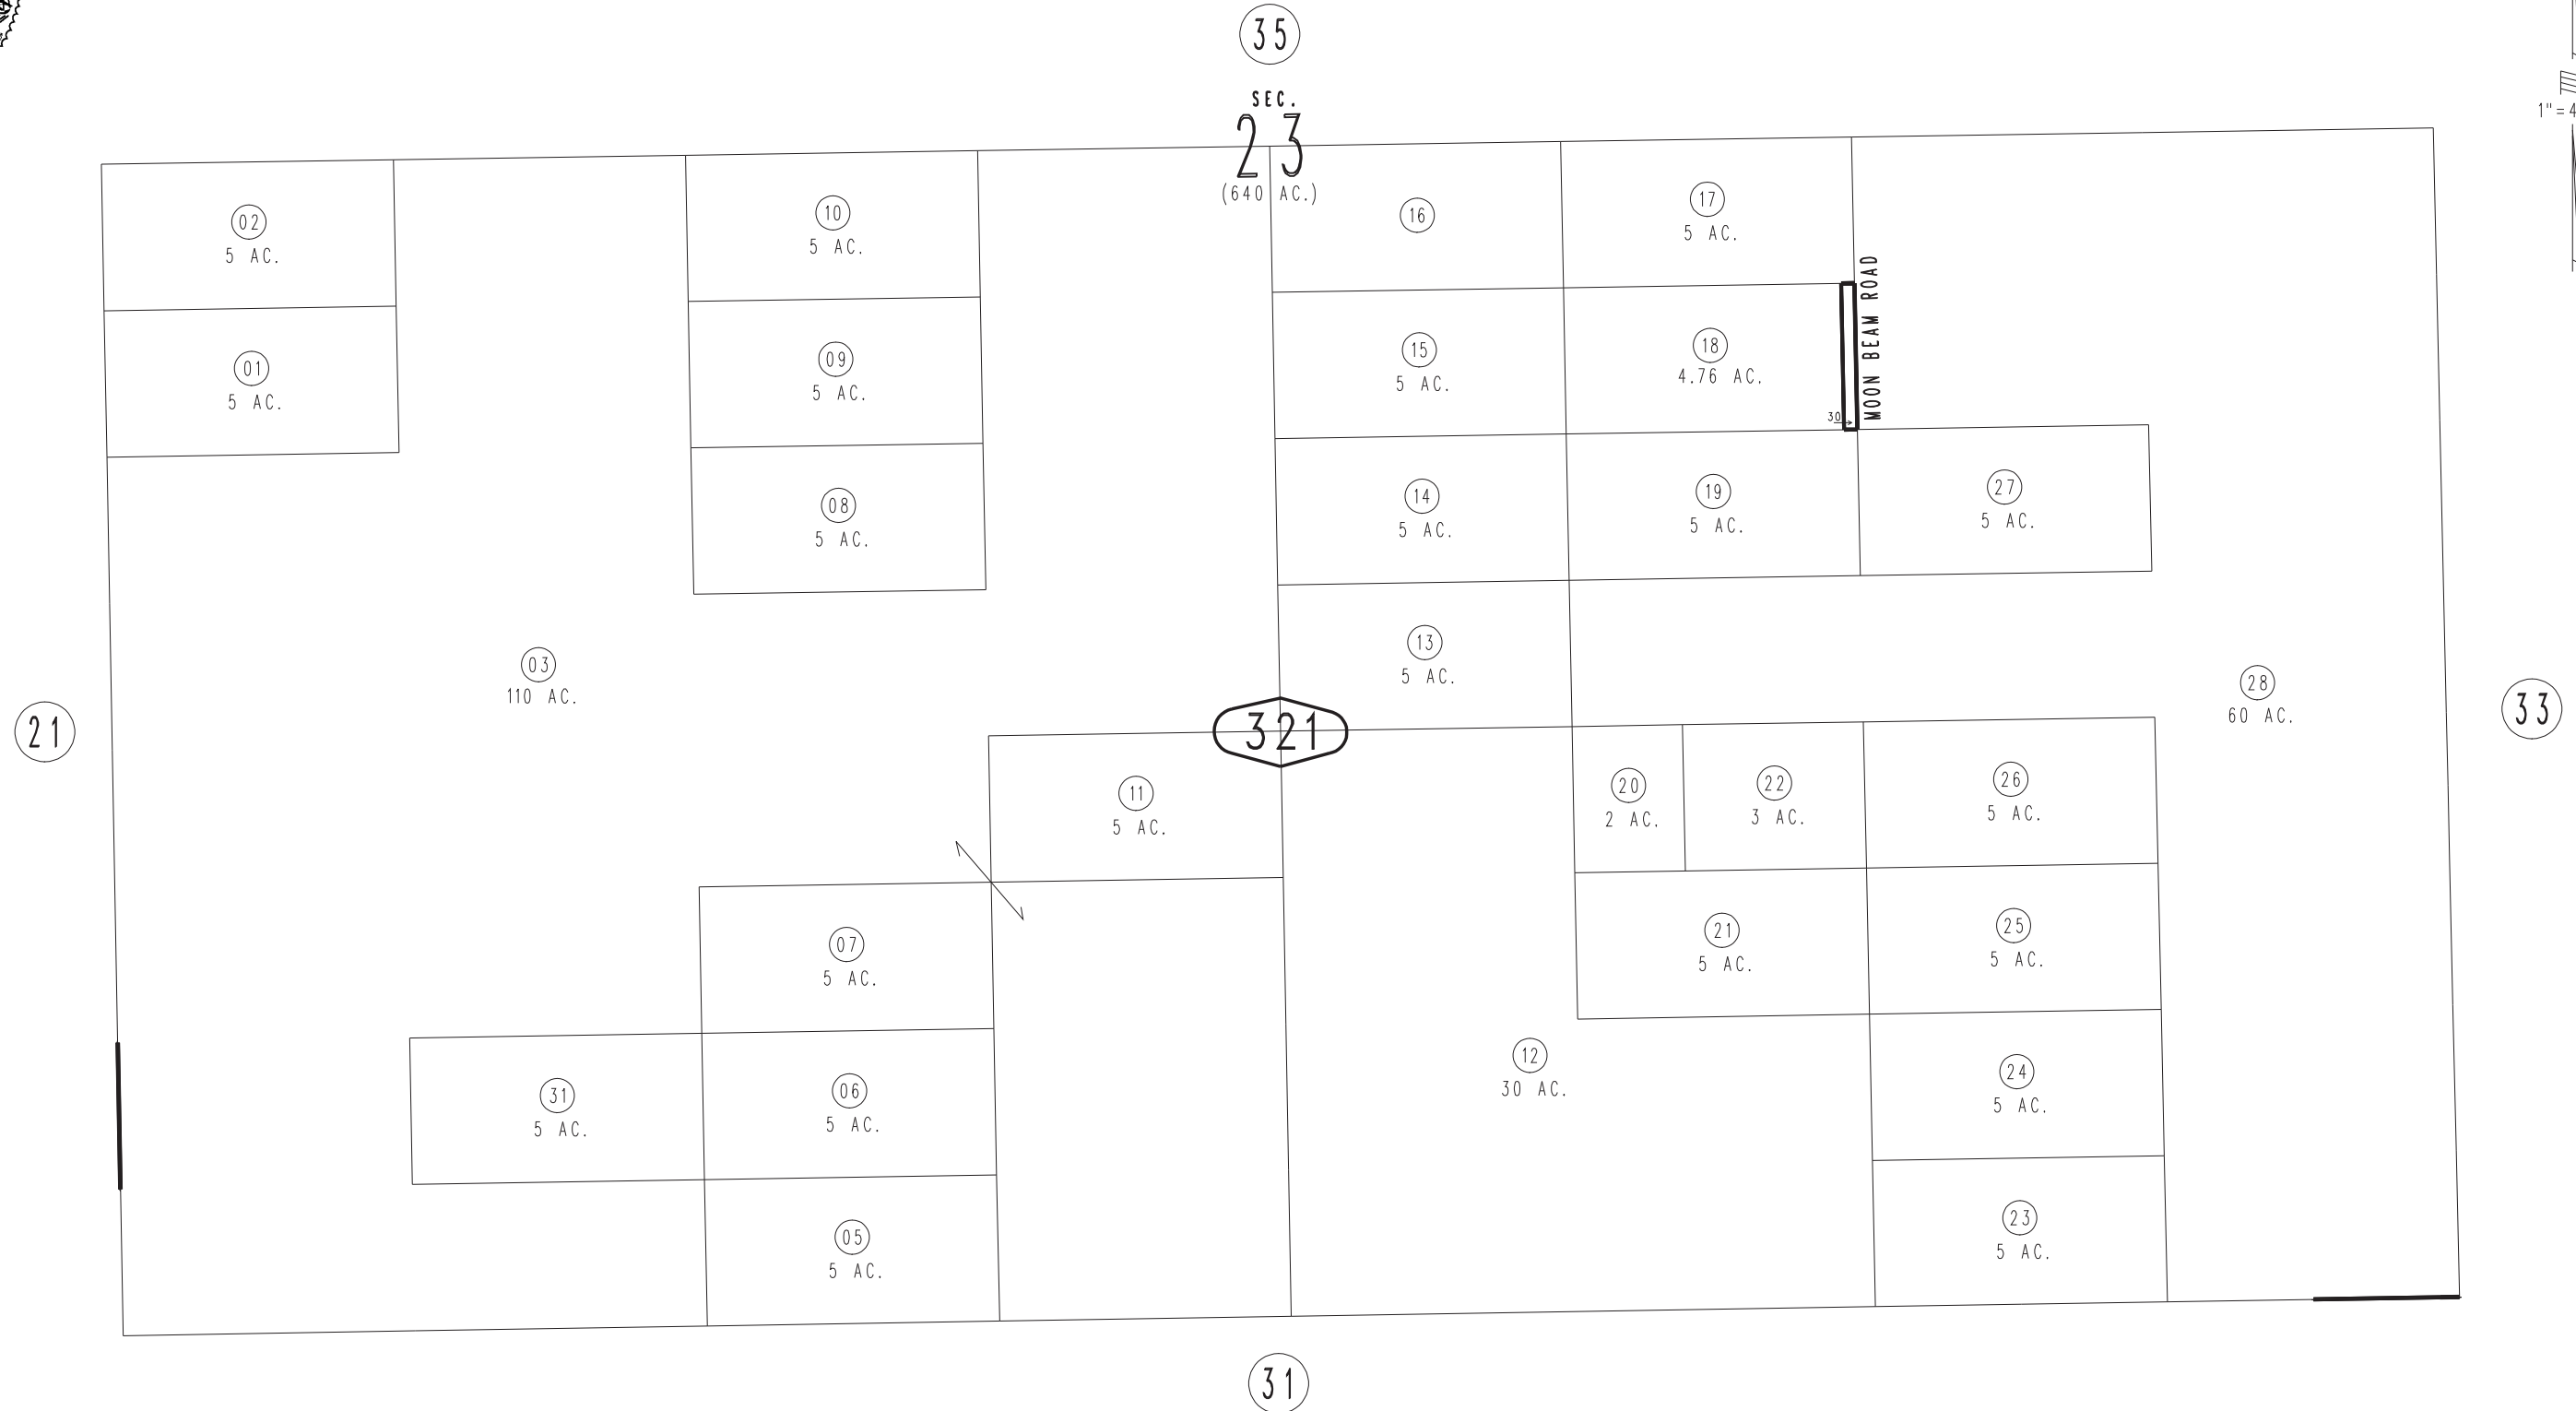 35
SEC.
23
(640 AC.)
1" = 4
02
5 AC.
10
5 AC.
16
17
5 AC.
01
5 AC.
09
5 AC.
15
5 AC.
18
4.76 AC.
30
MOON BEAM ROAD
08
5 AC.
14
5 AC.
19
5 AC.
27
5 AC.
03
110 AC.
13
5 AC.
28
60 AC.
21
321
33
11
5 AC.
20
2 AC.
22
3 AC.
26
5 AC.
07
5 AC.
21
5 AC.
25
5 AC.
31
5 AC.
06
5 AC.
12
30 AC.
24
5 AC.
05
5 AC.
23
5 AC.
31